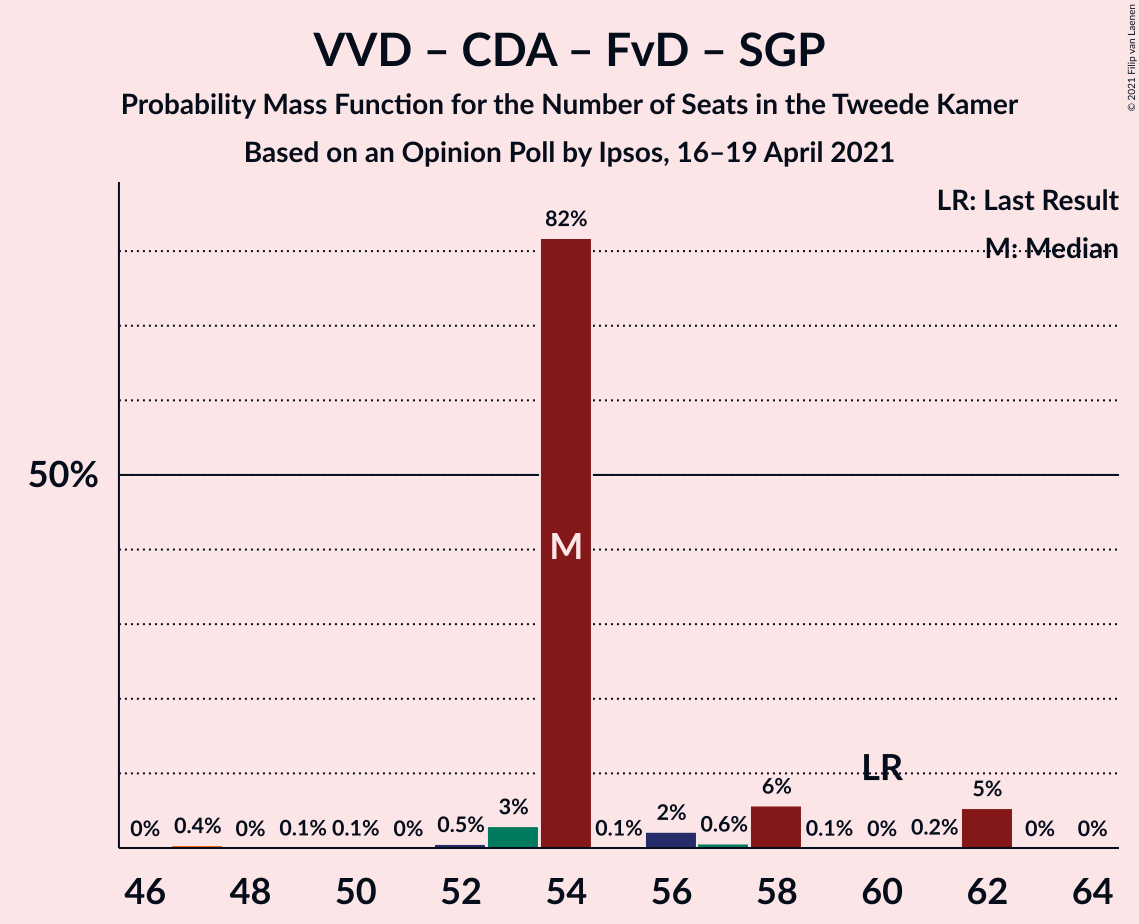 VVD – CDA – FvD – SGP
Probability Mass Function for the Number of Seats in the Tweede Kamer
Based on an Opinion Poll by Ipsos, 16–19 April 2021
© 2021 Filip van Laenen
LR: Last Result
M: Median
50%
82%
M
LR
0% 0.4% 0% 0.1% 0.1% 0% 0.5% 3% 0.1% 2% 0.6% 6% 0.1% 0% 0.2% 5% 0% 0%
46 48 50 52 54 56 58 60 62 64